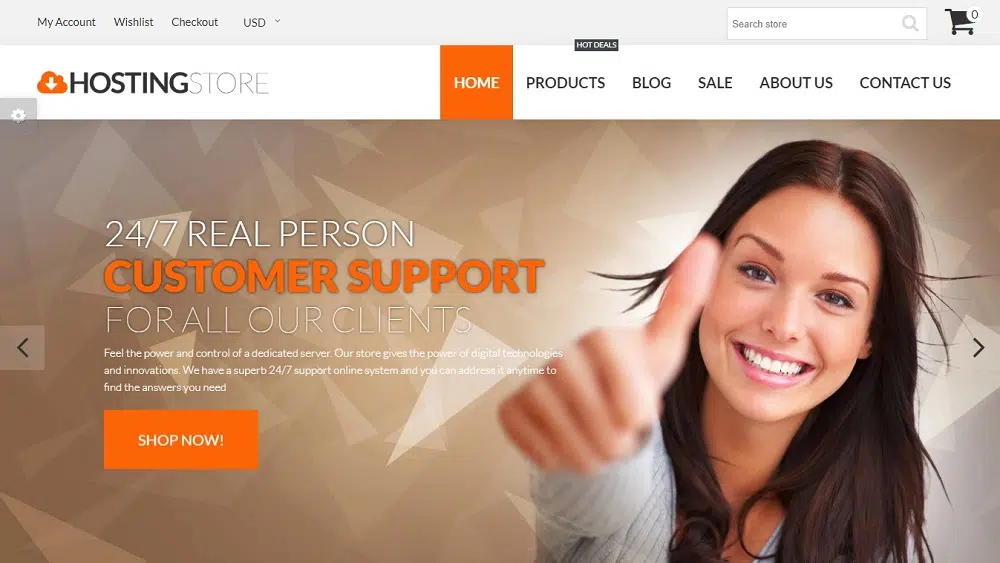 My Account Wishlist Checkout USD
Search store
0
HOT DEALS
HOSTINGSTORE
HOME PRODUCTS BLOG SALE ABOUT US CONTACT US
24/7 REAL PERSON
CUSTOMER SUPPORT
FOR ALL OUR CLIENTS
Feel the power and control of a dedicated server. Our store gives the power of digital technologies
and innovations. We have a superb 24/7 support online system and you can address it anytime to
find the answers you need
SHOP NOW!